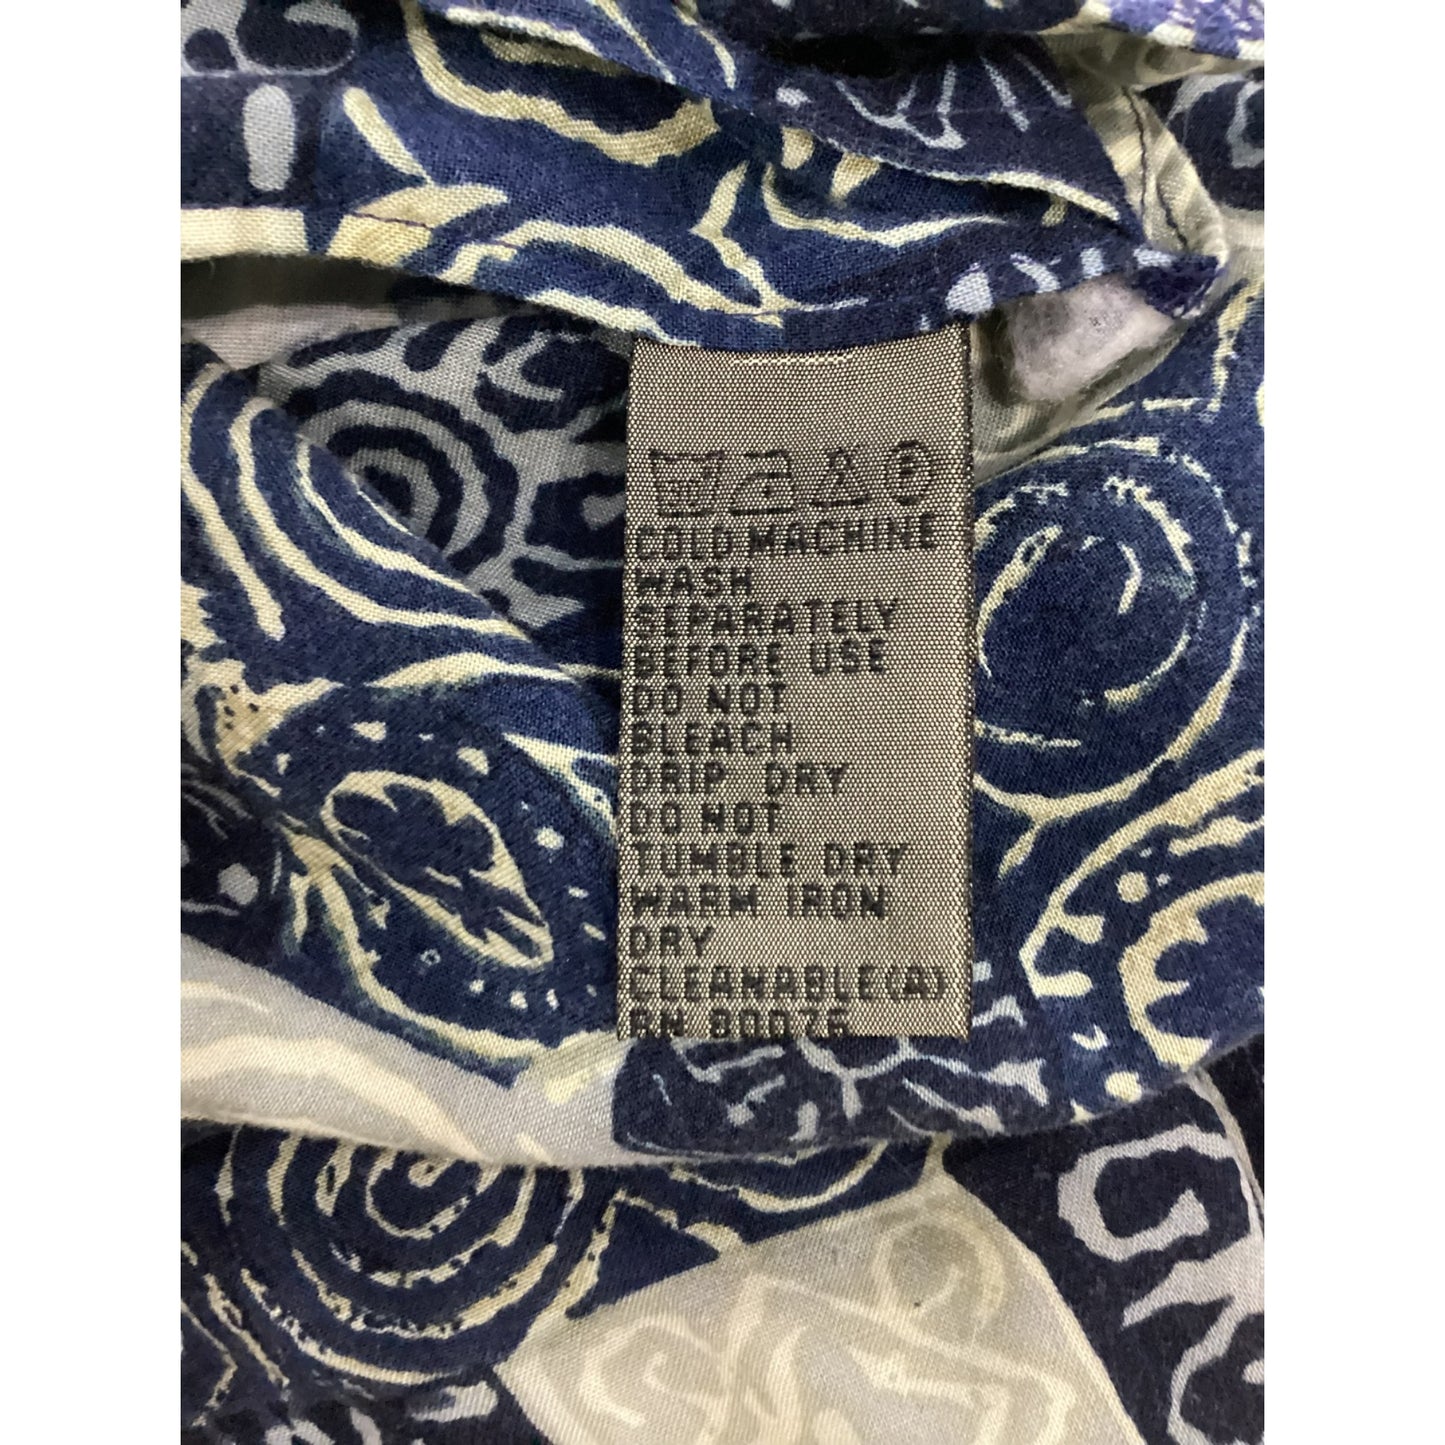 COLD MACHINE
WASH
SEPARATELY
BEFORE USE
DO NOT
BLEACH
DRIP DRY
DO NOT
TUMBLE DRY
WARM IRON
DRY
CLEANABLE(A)
RN 80076